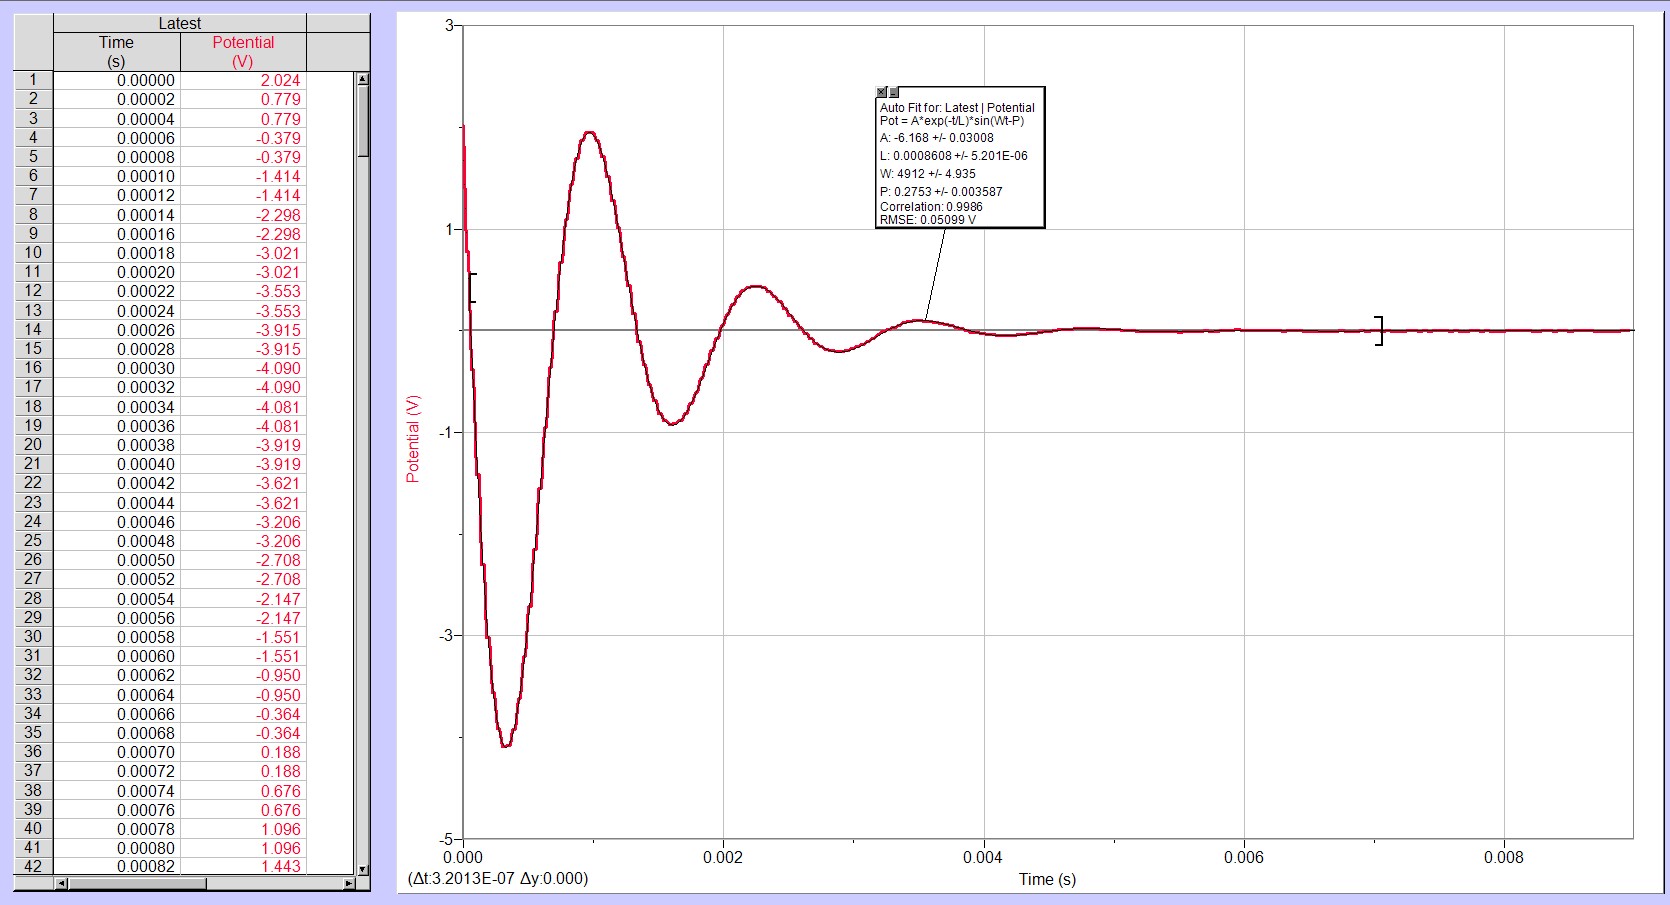 Latest
Time Potential
(s) (V)
1 0.00000 2.024
2 0.00002 0.779
3 0.00004 0.779
4 0.00006 -0.379
5 0.00008 -0.379
6 0.00010 -1.414
7 0.00012 -1.414
8 0.00014 -2.298
9 0.00016 -2.298
10 0.00018 -3.021
11 0.00020 -3.021
12 0.00022 -3.553
13 0.00024 -3.553
14 0.00026 -3.915
15 0.00028 -3.915
16 0.00030 -4.090
17 0.00032 -4.090
18 0.00034 -4.081
19 0.00036 -4.081
20 0.00038 -3.919
21 0.00040 -3.919
22 0.00042 -3.621
23 0.00044 -3.621
24 0.00046 -3.206
25 0.00048 -3.206
26 0.00050 -2.708
27 0.00052 -2.708
28 0.00054 -2.147
29 0.00056 -2.147
30 0.00058 -1.551
31 0.00060 -1.551
32 0.00062 -0.950
33 0.00064 -0.950
34 0.00066 -0.364
35 0.00068 -0.364
36 0.00070 0.188
37 0.00072 0.188
38 0.00074 0.676
39 0.00076 0.676
40 0.00078 1.096
41 0.00080 1.096
42 0.00082 1.443
3
1
-1
-3
-5
Potential (V)
Auto Fit for: Latest | Potential
Pot = A*exp(-t/L)*sin(Wt-P)
A: -6.168 +/- 0.03008
L: 0.0008608 +/- 5.201E-06
W: 4912 +/- 4.935
P: 0.2753 +/- 0.003587
Correlation: 0.9986
RMSE: 0.05099 V
0.000 0.002 0.004 0.006 0.008
(Δt:3.2013E-07 Δy:0.000) Time (s)